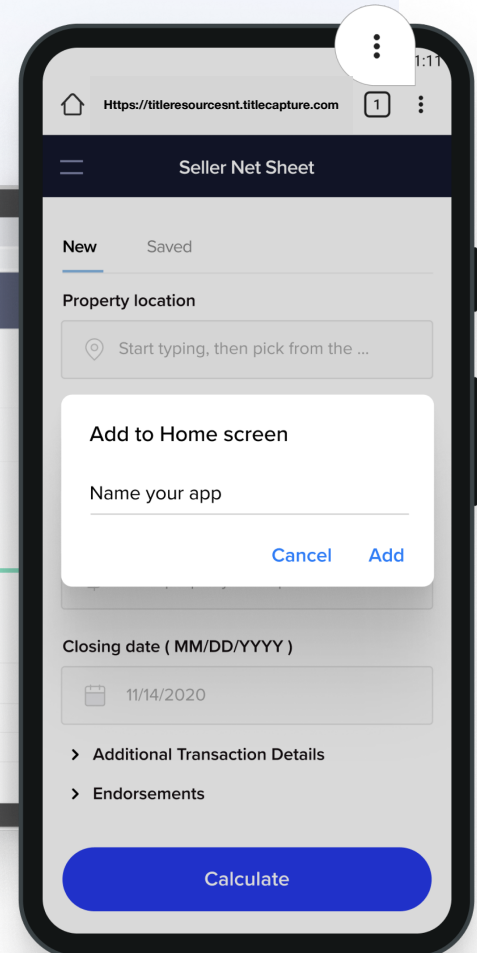 1:11
Https://titleresourcesnt.titlecapture.com
1
Seller Net Sheet
New Saved
Property location
Start typing, then pick from the ...
Add to Home screen
Name your app
Cancel Add
Closing date ( MM/DD/YYYY )
11/14/2020
Additional Transaction Details
Endorsements
Calculate